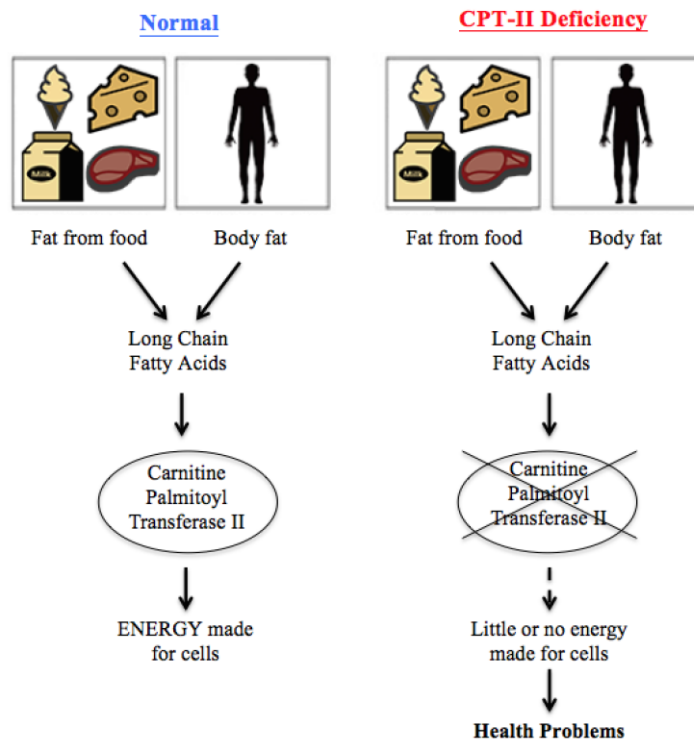 Normal
CPT-II Deficiency
Milk
Milk
Fat from food
Body fat
Fat from food
Body fat
Long Chain
Fatty Acids
Long Chain
Fatty Acids
Carnitine
Palmitoyl
Transferase II
Carnitine
Palmitoyl
Transferase II
ENERGY made
for cells
Little or no energy
made for cells
Health Problems